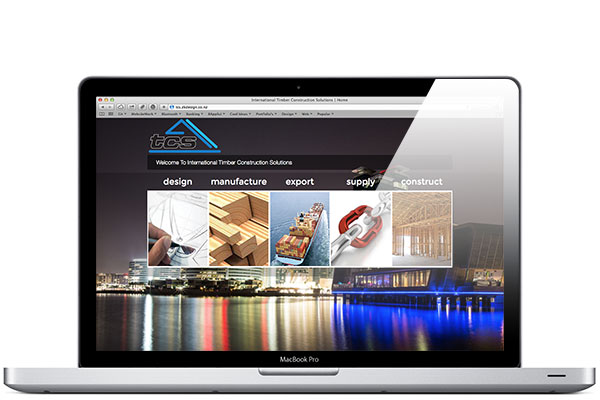 International Timber Construction Solutions | Home
tcs.zkdesign.co.nz
tcs
Welcome To International Timber Construction Solutions
design manufacture export supply construct
MacBook Pro